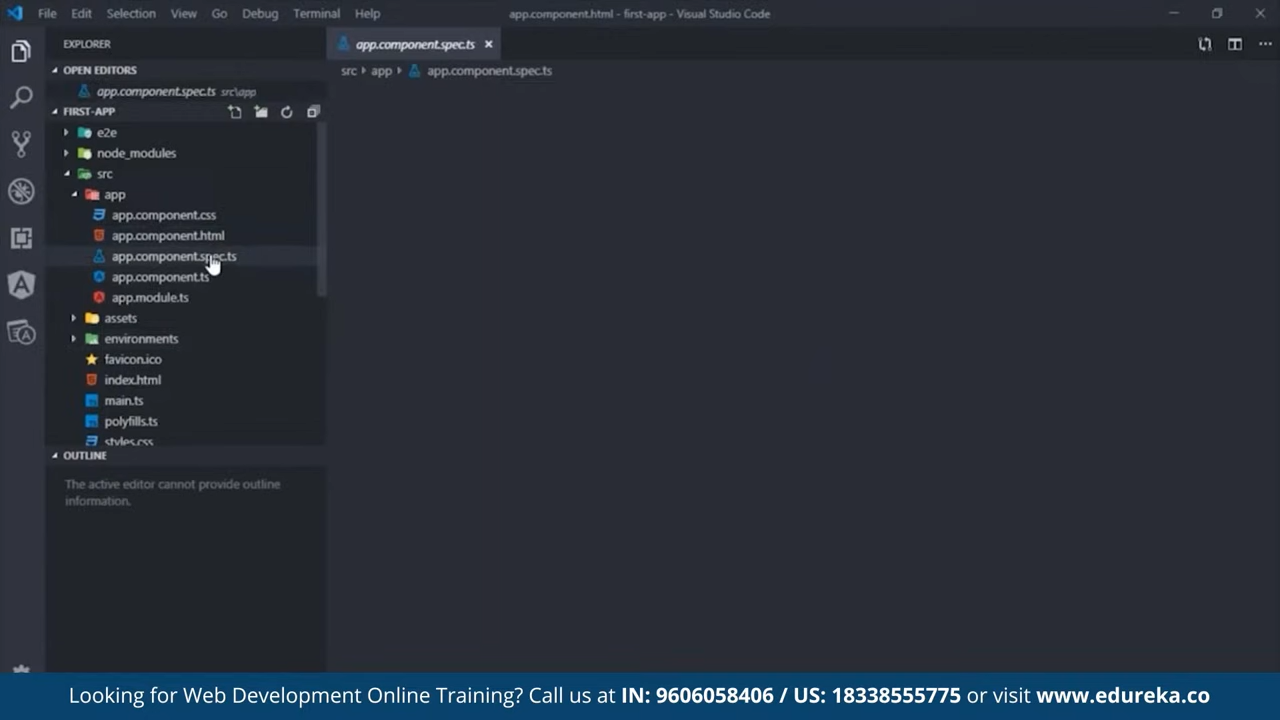 File Edit Selection View Go Debug Terminal Help
app.component.html - first-app - Visual Studio Code
EXPLORER
app.component.spec.ts
OPEN EDITORS
src app app.component.spec.ts
app.component.spec.ts src\app
FIRST-APP
e2e
node_modules
src
app
app.component.css
app.component.html
app.component.spec.ts
app.component.ts
app.module.ts
assets
environments
favicon.ico
index.html
main.ts
polyfills.ts
styles.css
OUTLINE
The active editor cannot provide outline
information.
Looking for Web Development Online Training? Call us at IN: 9606058406 / US: 18338555775 or visit www.edureka.co